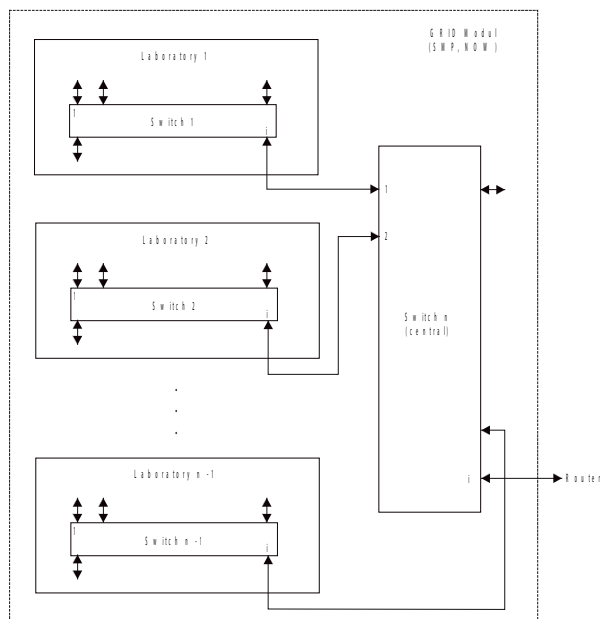 GRID Modul
(SMP, NOW)
Laboratory 1
1
Switch 1
i
1
2
Laboratory 2
1
Switch 2
i
Switch n
(central)
.
.
.
i
Router
Laboratory n -1
1
Switch n -1
i